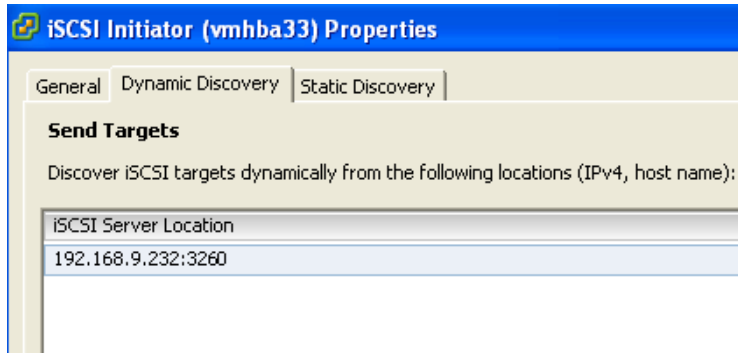 iSCSI Initiator (vmhba33) Properties
General Dynamic Discovery Static Discovery
Send Targets
Discover iSCSI targets dynamically from the following locations (IPv4, host name):
iSCSI Server Location
192.168.9.232:3260